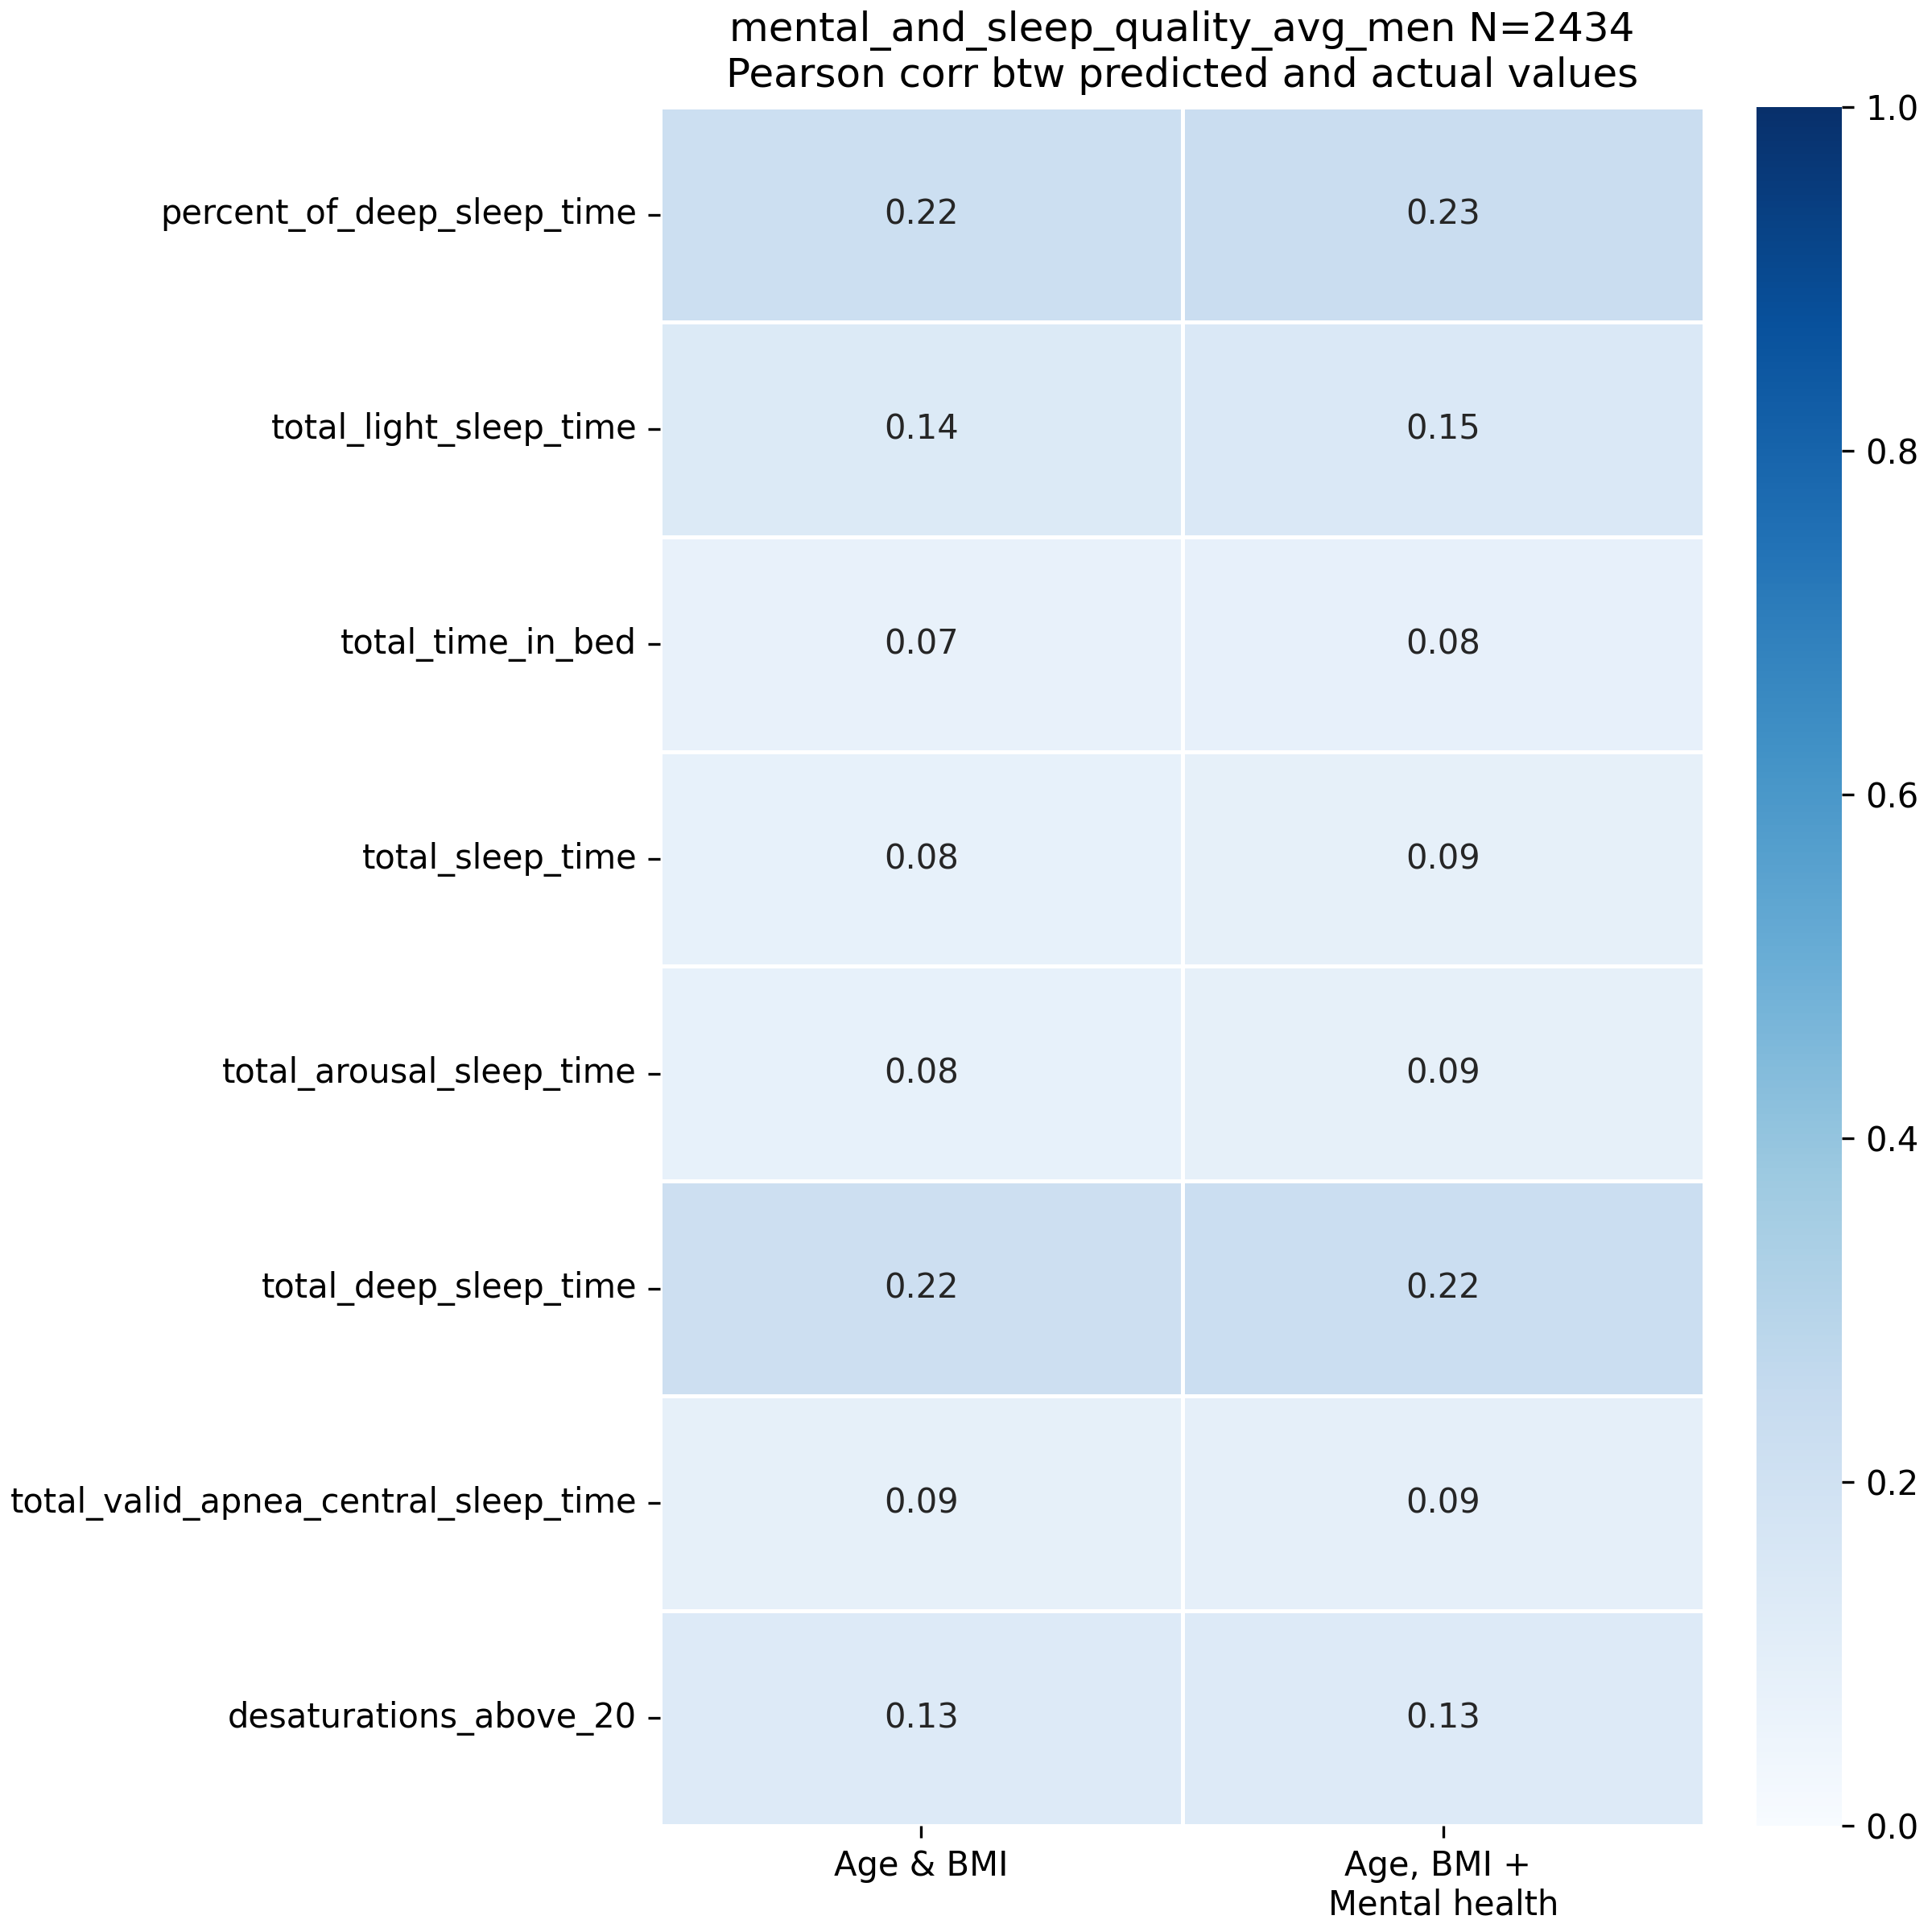 mental_and_sleep_quality_avg_men N=2434
Pearson corr btw predicted and actual values
percent_of_deep_sleep_time 0.22 0.23
total_light_sleep_time 0.14 0.15
total_time_in_bed 0.07 0.08
total_sleep_time 0.08 0.09
total_arousal_sleep_time 0.08 0.09
total_deep_sleep_time 0.22 0.22
total_valid_apnea_central_sleep_time 0.09 0.09
desaturations_above_20 0.13 0.13
Age & BMI
Age, BMI +
Mental health
1.0
0.8
0.6
0.4
0.2
0.0